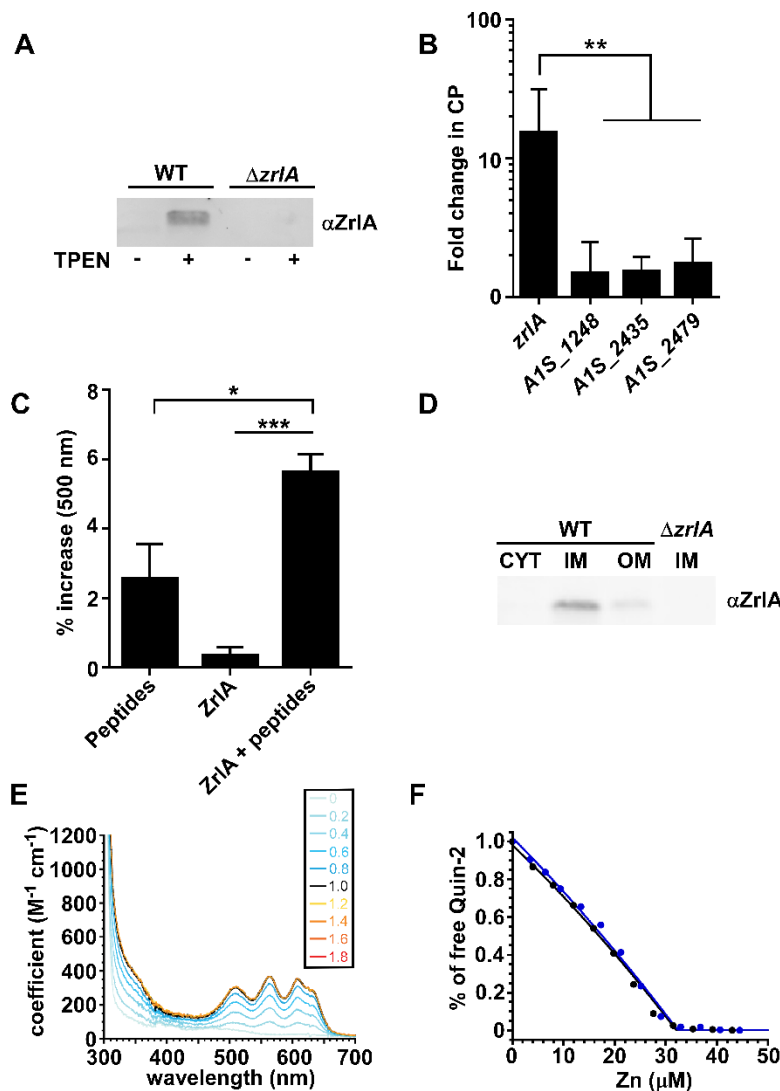 A
WT ΔzrlA
αZrlA
TPEN - + - +
B
Fold change in CP
100
10
0
**
zrlA
A1S_1248
A1S_2435
A1S_2479
C
% increase (500 nm)
8
6
4
2
0
*
***
Peptides
ZrlA
ZrlA + peptides
D
WT ΔzrlA
CYT IM OM IM
αZrlA
E
coefficient (M-1 cm-1)
1200
1000
800
600
400
200
0
300 400 500 600 700
wavelength (nm)
0
0.2
0.4
0.6
0.8
1.0
1.2
1.4
1.6
1.8
F
% of free Quin-2
1.0
0.8
0.6
0.4
0.2
0
0 10 20 30 40 50
Zn (μM)